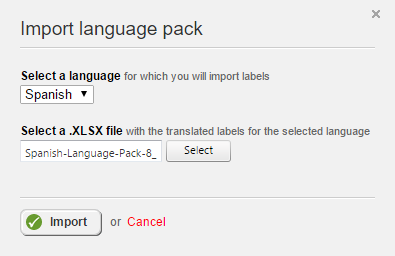 Import language pack
Select a language for which you will import labels
Spanish
Select a .XLSX file with the translated labels for the selected language
Spanish-Language-Pack-8_ Select
Import or Cancel